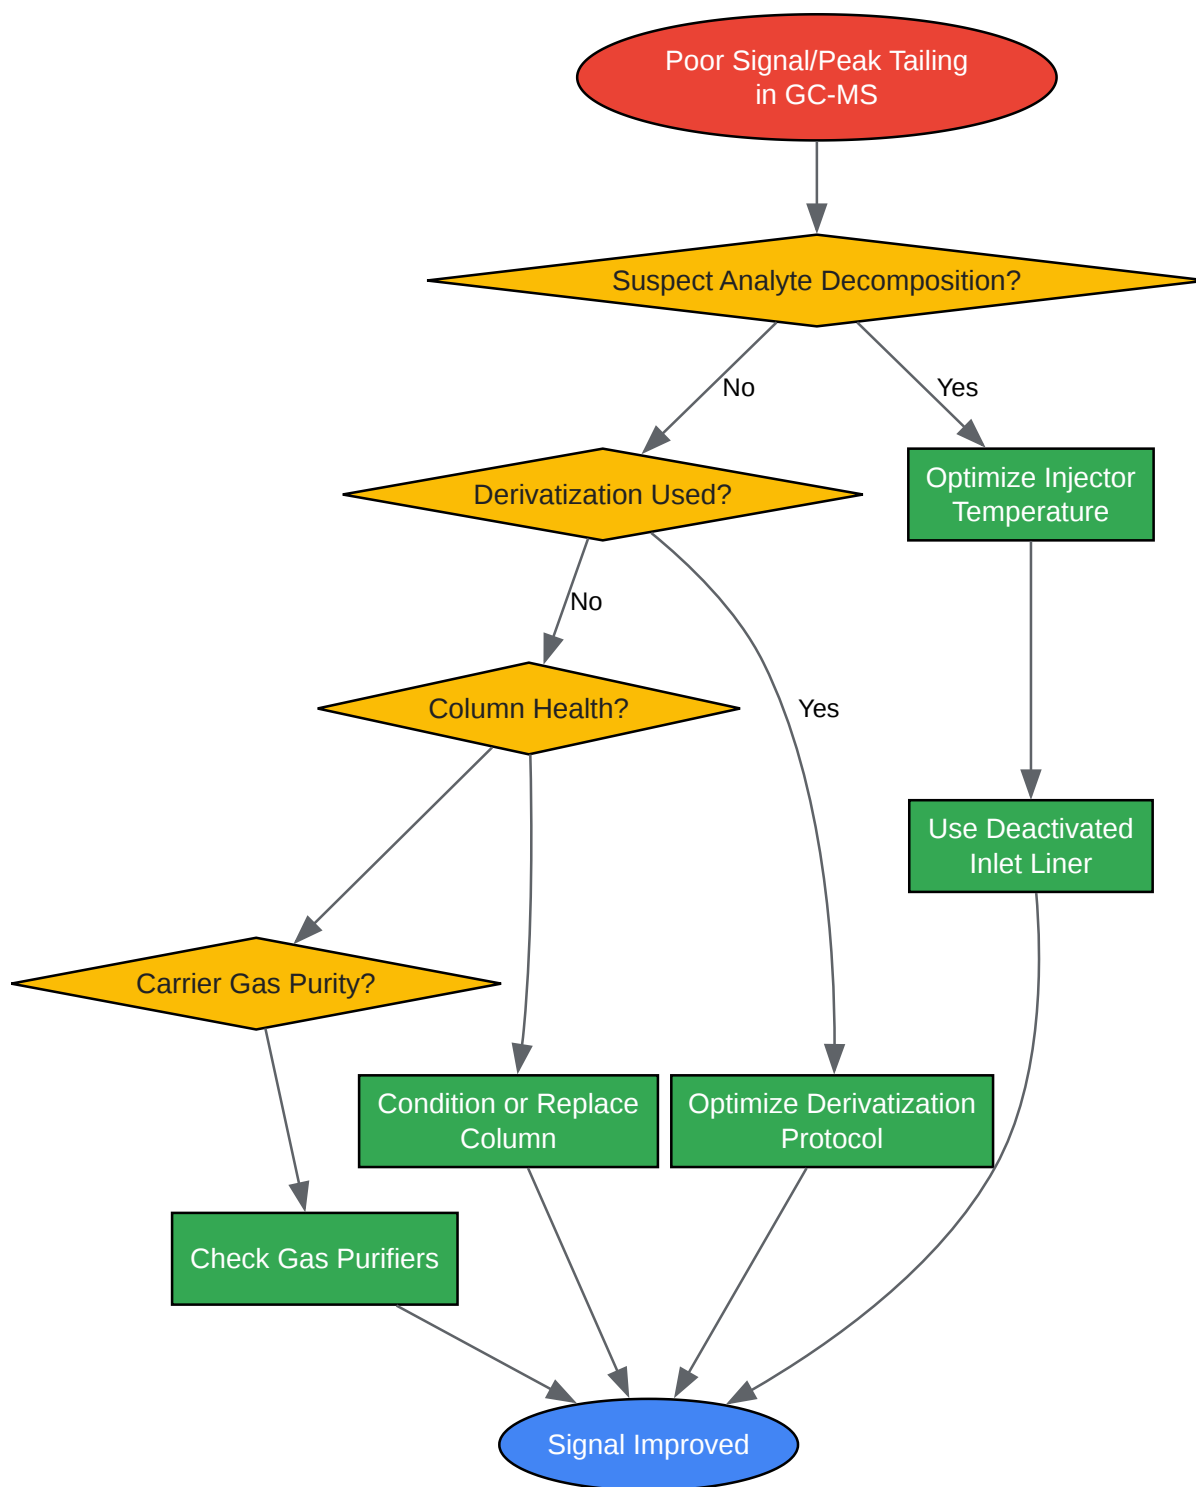 Poor Signal/Peak Tailing
in GC-MS
Suspect Analyte Decomposition?
No
Yes
Derivatization Used?
Optimize Injector
Temperature
No
Column Health?
Yes
Use Deactivated
Inlet Liner
Carrier Gas Purity?
Condition or Replace
Column
Optimize Derivatization
Protocol
Check Gas Purifiers
Signal Improved